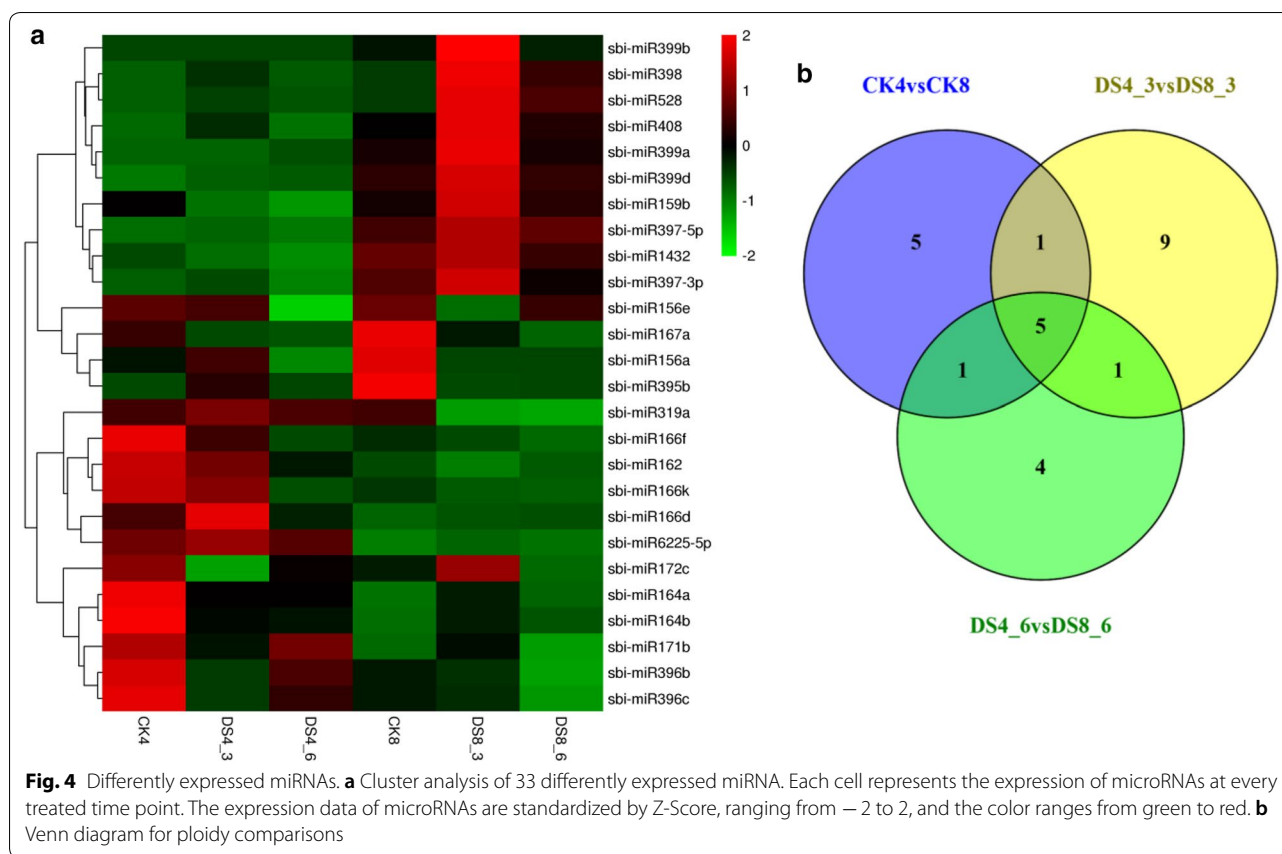 a
sbi-miR399b
sbi-miR398
sbi-miR528
sbi-miR408
sbi-miR399a
sbi-miR399d
sbi-miR159b
sbi-miR397-5p
sbi-miR1432
sbi-miR397-3p
sbi-miR156e
sbi-miR167a
sbi-miR156a
sbi-miR395b
sbi-miR319a
sbi-miR166f
sbi-miR162
sbi-miR166k
sbi-miR166d
sbi-miR6225-5p
sbi-miR172c
sbi-miR164a
sbi-miR164b
sbi-miR171b
sbi-miR396b
sbi-miR396c
CK4
DS4_3
DS4_6
CK8
DS8_3
DS8_6
2
1
0
-1
-2
b
CK4vsCK8
DS4_3vsDS8_3
5
1
9
5
1
1
4
DS4_6vsDS8_6
Fig. 4 Differently expressed miRNAs. a Cluster analysis of 33 differently expressed miRNA. Each cell represents the expression of microRNAs at every
treated time point. The expression data of microRNAs are standardized by Z-Score, ranging from − 2 to 2, and the color ranges from green to red. b
Venn diagram for ploidy comparisons